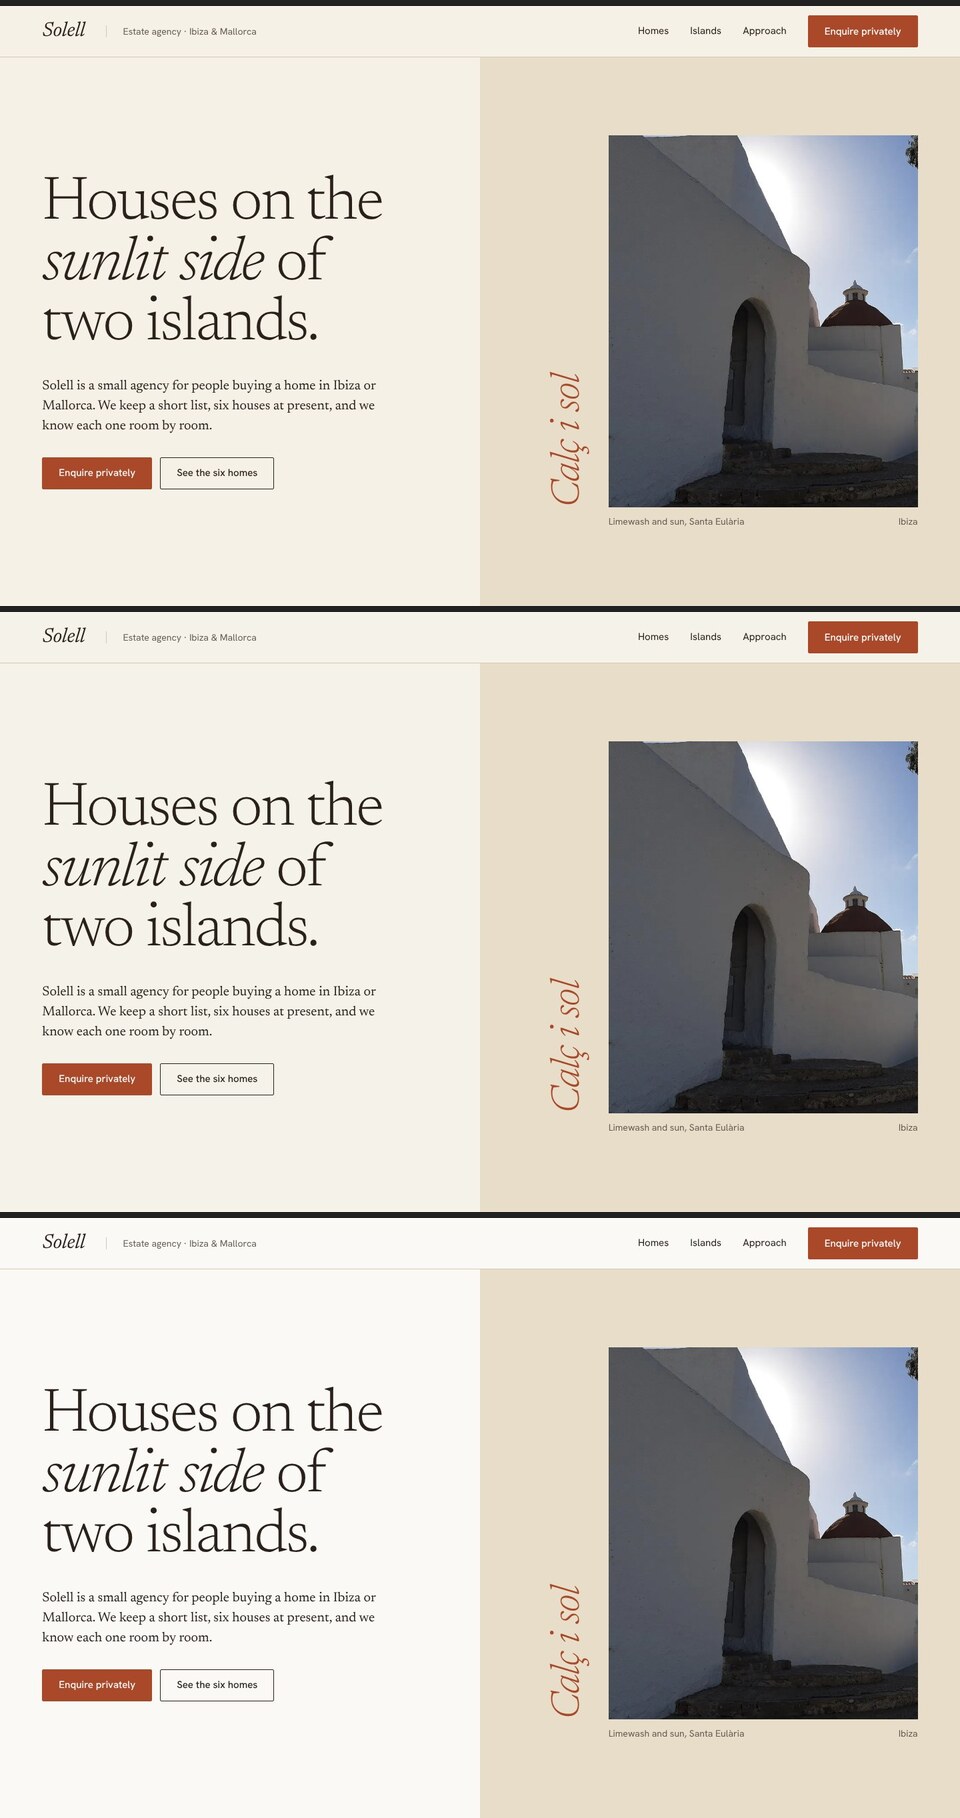 Solell
Estate agency · Ibiza & Mallorca
Homes
Islands
Approach
Enquire privately
Houses on the
sunlit side of
two islands.
Solell is a small agency for people buying a home in Ibiza or
Mallorca. We keep a short list, six houses at present, and we
know each one room by room.
Enquire privately
See the six homes
Calç i sol
Limewash and sun, Santa Eulària
Ibiza
Solell
Estate agency · Ibiza & Mallorca
Homes
Islands
Approach
Enquire privately
Houses on the
sunlit side of
two islands.
Solell is a small agency for people buying a home in Ibiza or
Mallorca. We keep a short list, six houses at present, and we
know each one room by room.
Enquire privately
See the six homes
Calç i sol
Limewash and sun, Santa Eulària
Ibiza
Solell
Estate agency · Ibiza & Mallorca
Homes
Islands
Approach
Enquire privately
Houses on the
sunlit side of
two islands.
Solell is a small agency for people buying a home in Ibiza or
Mallorca. We keep a short list, six houses at present, and we
know each one room by room.
Enquire privately
See the six homes
Calç i sol
Limewash and sun, Santa Eulària
Ibiza